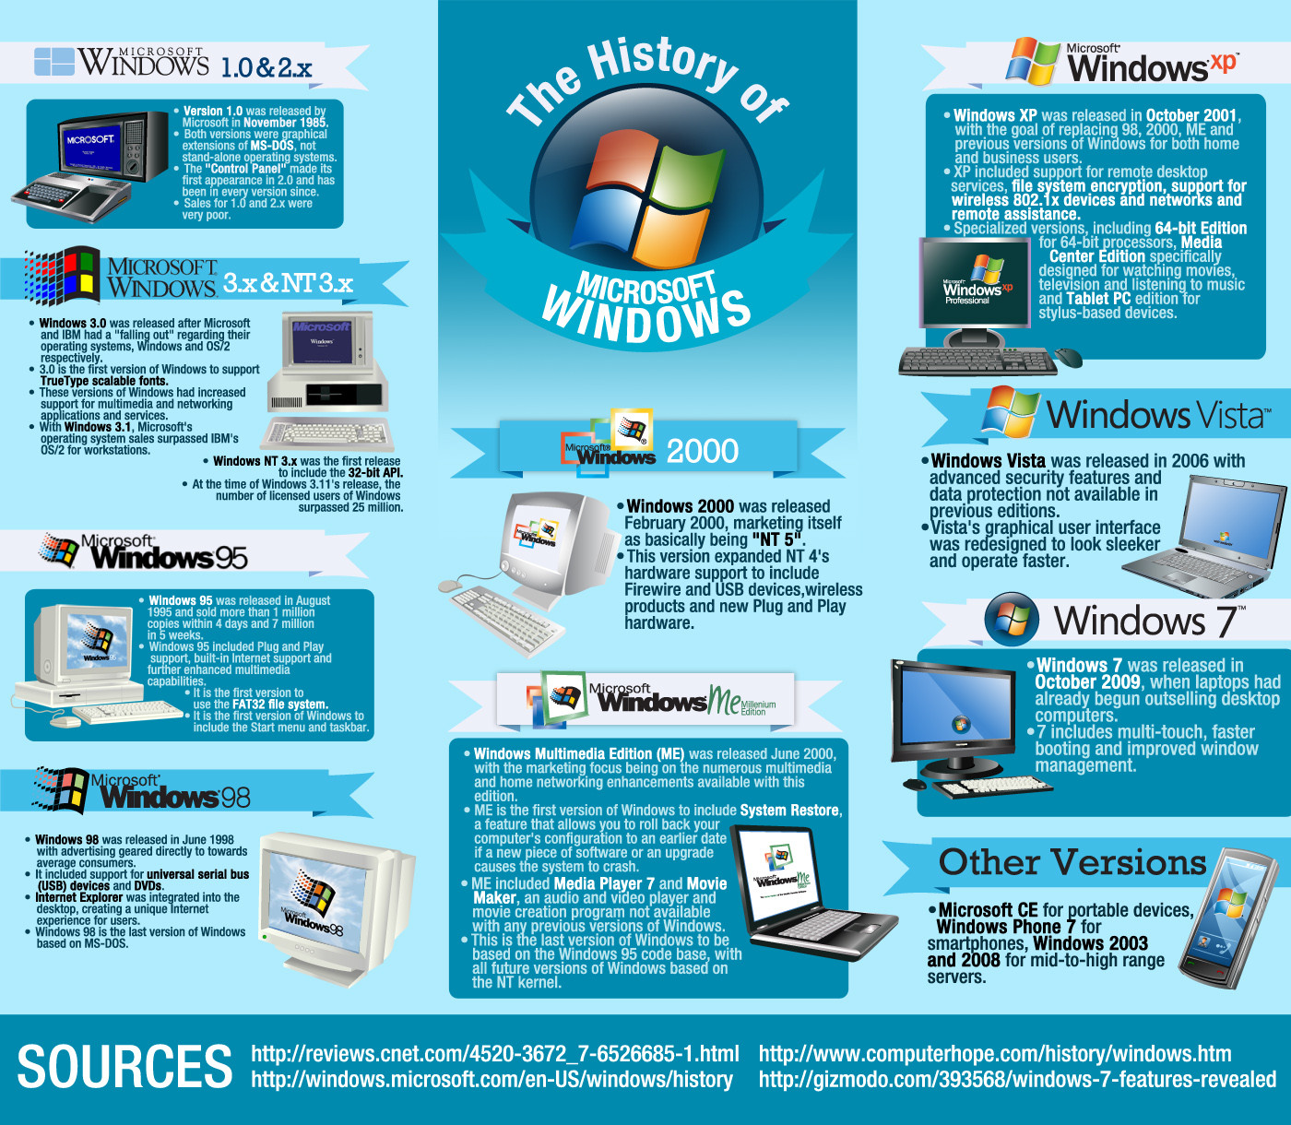 MICROSOFT
WINDOWS 1.0 & 2.x
MICROSOFT
• Version 1.0 was released by
Microsoft in November 1985.
• Both versions were graphical
extensions of MS-DOS, not
stand-alone operating systems.
• The "Control Panel" made its
first appearance in 2.0 and has
been in every version since.
• Sales for 1.0 and 2.x were
very poor.
MICROSOFT
WINDOWS 3.x & NT 3.x
• Windows 3.0 was released after Microsoft
and IBM had a "falling out" regarding their
operating systems, Windows and OS/2
respectively.
• 3.0 is the first version of Windows to support
TrueType scalable fonts.
• These versions of Windows had increased
support for multimedia and networking
applications and services.
• With Windows 3.1, Microsoft's
operating system sales surpassed IBM's
OS/2 for workstations.
Microsoft
Windows
• Windows NT 3.x was the first release
to include the 32-bit API.
• At the time of Windows 3.11's release, the
number of licensed users of Windows
surpassed 25 million.
Microsoft
Windows 95
Windows 95
• Windows 95 was released in August
1995 and sold more than 1 million
copies within 4 days and 7 million
in 5 weeks.
• Windows 95 included Plug and Play
support, built-in Internet support and
further enhanced multimedia
capabilities.
• It is the first version to
use the FAT32 file system.
• It is the first version of Windows to
include the Start menu and taskbar.
Microsoft
Windows 98
• Windows 98 was released in June 1998
with advertising geared directly to towards
average consumers.
• It included support for universal serial bus
(USB) devices and DVDs.
• Internet Explorer was integrated into the
desktop, creating a unique Internet
experience for users.
• Windows 98 is the last version of Windows
based on MS-DOS.
Windows98
The History of
MICROSOFT
WINDOWS
Microsoft®
Windows 2000
• Windows 2000 was released
February 2000, marketing itself
as basically being "NT 5".
• This version expanded NT 4's
hardware support to include
Firewire and USB devices,wireless
products and new Plug and Play
hardware.
Microsoft
Windows Me Millenium
Edition
• Windows Multimedia Edition (ME) was released June 2000,
with the marketing focus being on the numerous multimedia
and home networking enhancements available with this
edition.
• ME is the first version of Windows to include System Restore,
a feature that allows you to roll back your
computer's configuration to an earlier date
if a new piece of software or an upgrade
causes the system to crash.
• ME included Media Player 7 and Movie
Maker, an audio and video player and
movie creation program not available
with any previous versions of Windows.
• This is the last version of Windows to be
based on the Windows 95 code base, with
all future versions of Windows based on
the NT kernel.
Windows Me
Microsoft®
Windows xp™
• Windows XP was released in October 2001,
with the goal of replacing 98, 2000, ME and
previous versions of Windows for both home
and business users.
• XP included support for remote desktop
services, file system encryption, support for
wireless 802.1x devices and networks and
remote assistance.
• Specialized versions, including 64-bit Edition
for 64-bit processors, Media
Center Edition specifically
designed for watching movies,
television and listening to music
and Tablet PC edition for
stylus-based devices.
Microsoft
Windows xp
Professional
Windows Vista™
• Windows Vista was released in 2006 with
advanced security features and
data protection not available in
previous editions.
• Vista's graphical user interface
was redesigned to look sleeker
and operate faster.
Windows 7™
• Windows 7 was released in
October 2009, when laptops had
already begun outselling desktop
computers.
• 7 includes multi-touch, faster
booting and improved window
management.
Other Versions
• Microsoft CE for portable devices,
Windows Phone 7 for
smartphones, Windows 2003
and 2008 for mid-to-high range
servers.
SOURCES
http://reviews.cnet.com/4520-3672_7-6526685-1.html
http://windows.microsoft.com/en-US/windows/history
http://www.computerhope.com/history/windows.htm
http://gizmodo.com/393568/windows-7-features-revealed